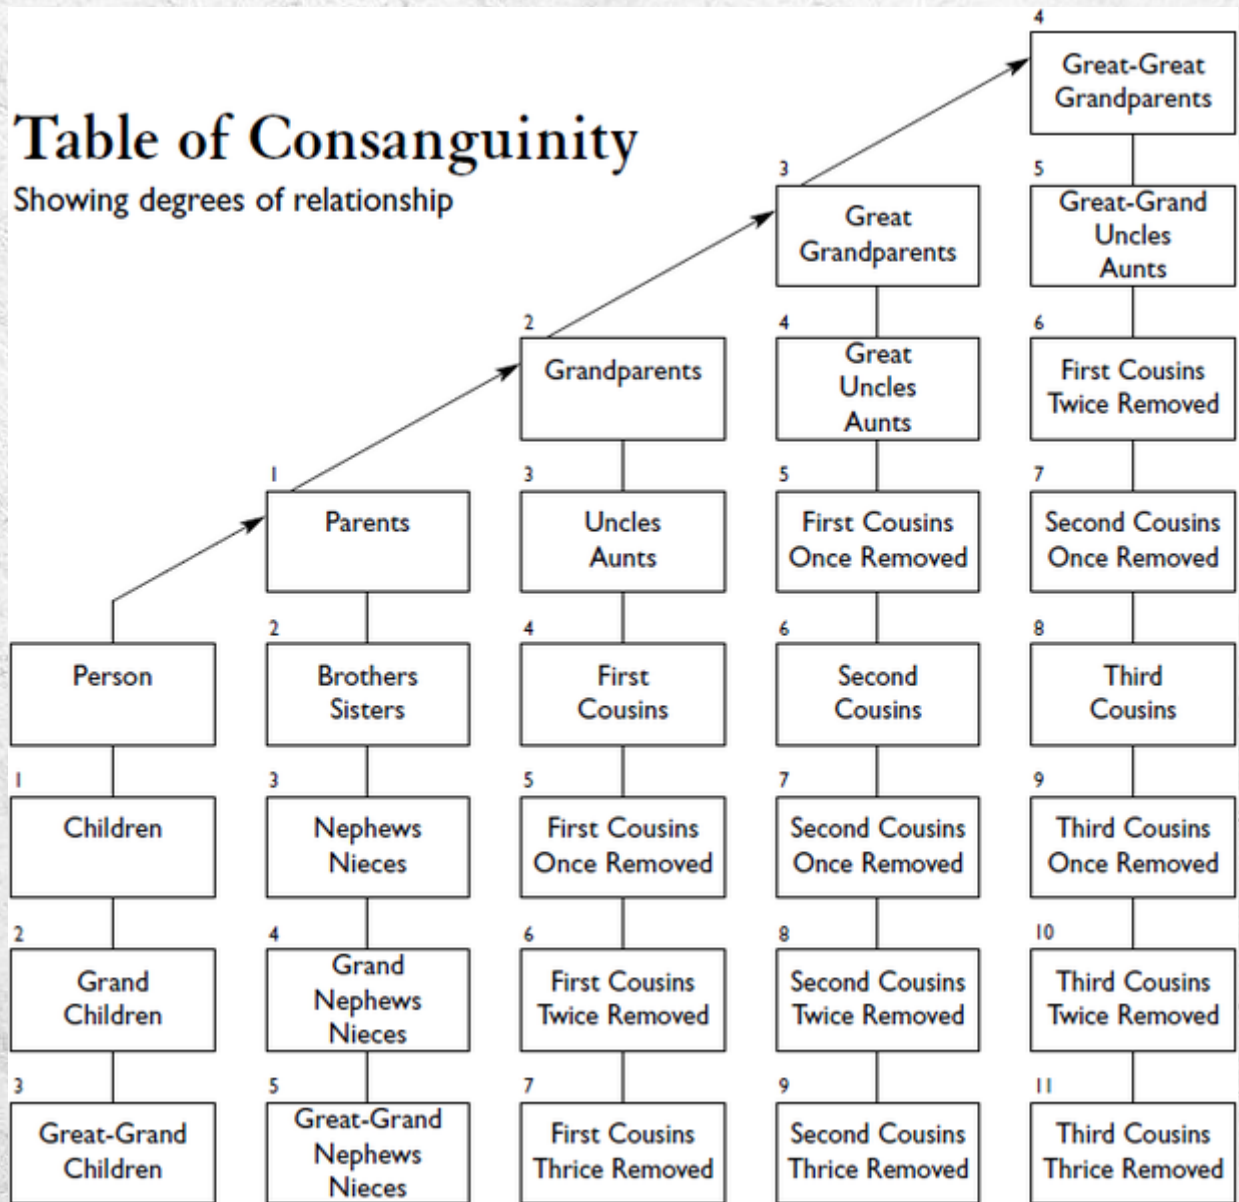 Table of Consanguinity
Showing degrees of relationship
4
Great-Great
Grandparents
3
Great
Grandparents
5
Great-Grand
Uncles
Aunts
2
Grandparents
4
Great
Uncles
Aunts
6
First Cousins
Twice Removed
1
Parents
3
Uncles
Aunts
5
First Cousins
Once Removed
7
Second Cousins
Once Removed
Person
2
Brothers
Sisters
4
First
Cousins
6
Second
Cousins
8
Third
Cousins
1
Children
3
Nephews
Nieces
5
First Cousins
Once Removed
7
Second Cousins
Once Removed
9
Third Cousins
Once Removed
2
Grand
Children
4
Grand
Nephews
Nieces
6
First Cousins
Twice Removed
8
Second Cousins
Twice Removed
10
Third Cousins
Twice Removed
3
Great-Grand
Children
5
Great-Grand
Nephews
Nieces
7
First Cousins
Thrice Removed
9
Second Cousins
Thrice Removed
11
Third Cousins
Thrice Removed